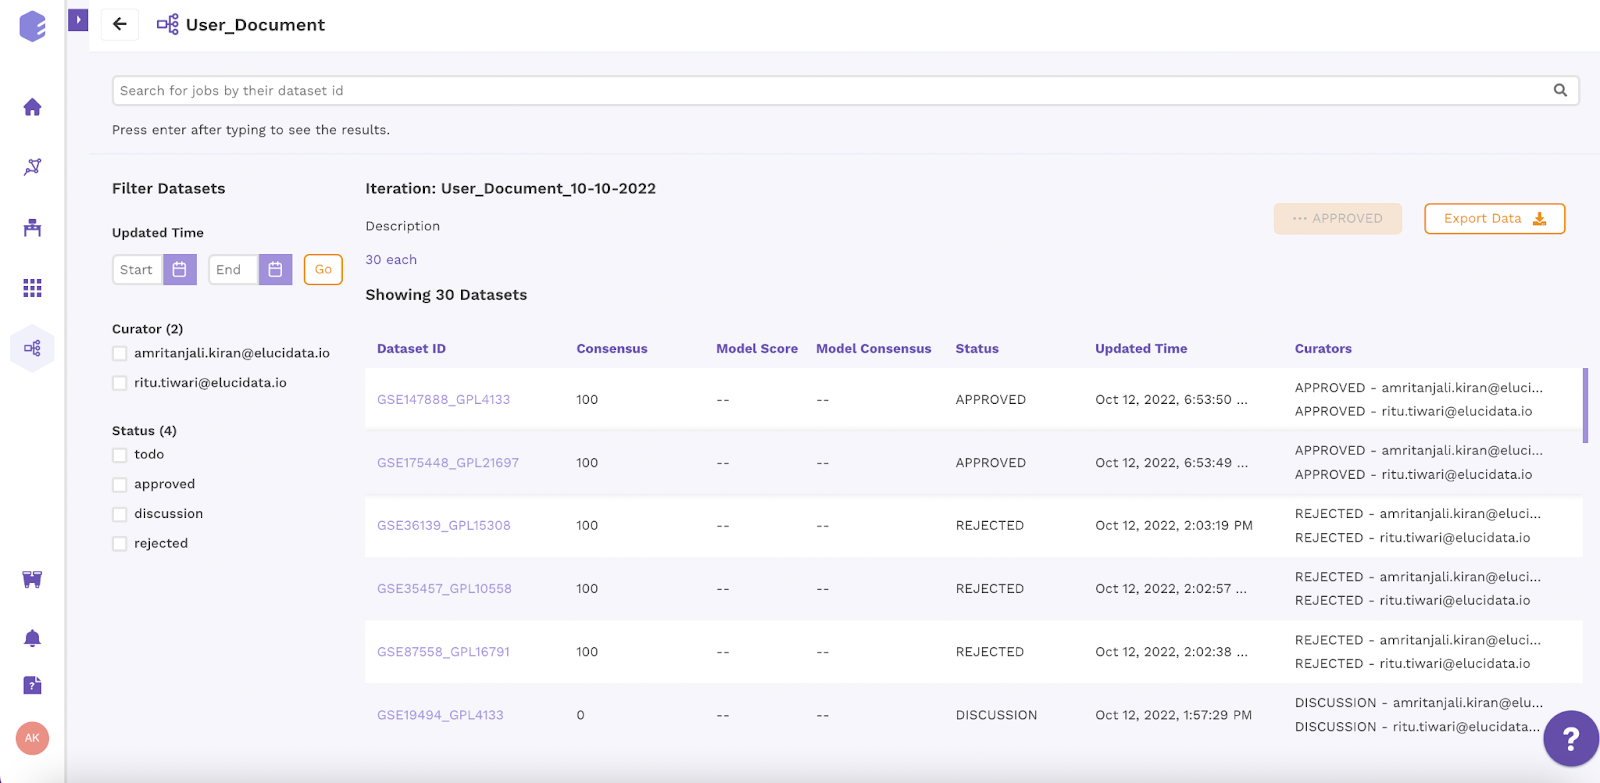 User_Document
Search for jobs by their dataset id
Press enter after typing to see the results.
Filter Datasets
Updated Time
Start
End
Go
Curator (2)
amritanjali.kiran@elucidata.io
ritu.tiwari@elucidata.io
Status (4)
todo
approved
discussion
rejected
Iteration: User_Document_10-10-2022
Description
30 each
Showing 30 Datasets
··· APPROVED
Export Data
Dataset ID Consensus Model Score Model Consensus Status Updated Time Curators
GSE147888_GPL4133 100 -- -- APPROVED Oct 12, 2022, 6:53:50 ... APPROVED - amritanjali.kiran@eluci...
APPROVED - ritu.tiwari@elucidata.io
GSE175448_GPL21697 100 -- -- APPROVED Oct 12, 2022, 6:53:49 ... APPROVED - amritanjali.kiran@eluci...
APPROVED - ritu.tiwari@elucidata.io
GSE36139_GPL15308 100 -- -- REJECTED Oct 12, 2022, 2:03:19 PM REJECTED - amritanjali.kiran@eluci...
REJECTED - ritu.tiwari@elucidata.io
GSE35457_GPL10558 100 -- -- REJECTED Oct 12, 2022, 2:02:57 ... REJECTED - amritanjali.kiran@eluci...
REJECTED - ritu.tiwari@elucidata.io
GSE87558_GPL16791 100 -- -- REJECTED Oct 12, 2022, 2:02:38 ... REJECTED - amritanjali.kiran@eluci...
REJECTED - ritu.tiwari@elucidata.io
GSE19494_GPL4133 0 -- -- DISCUSSION Oct 12, 2022, 1:57:29 PM DISCUSSION - amritanjali.kiran@elu...
DISCUSSION - ritu.tiwari@elucidata...
?
?
AK